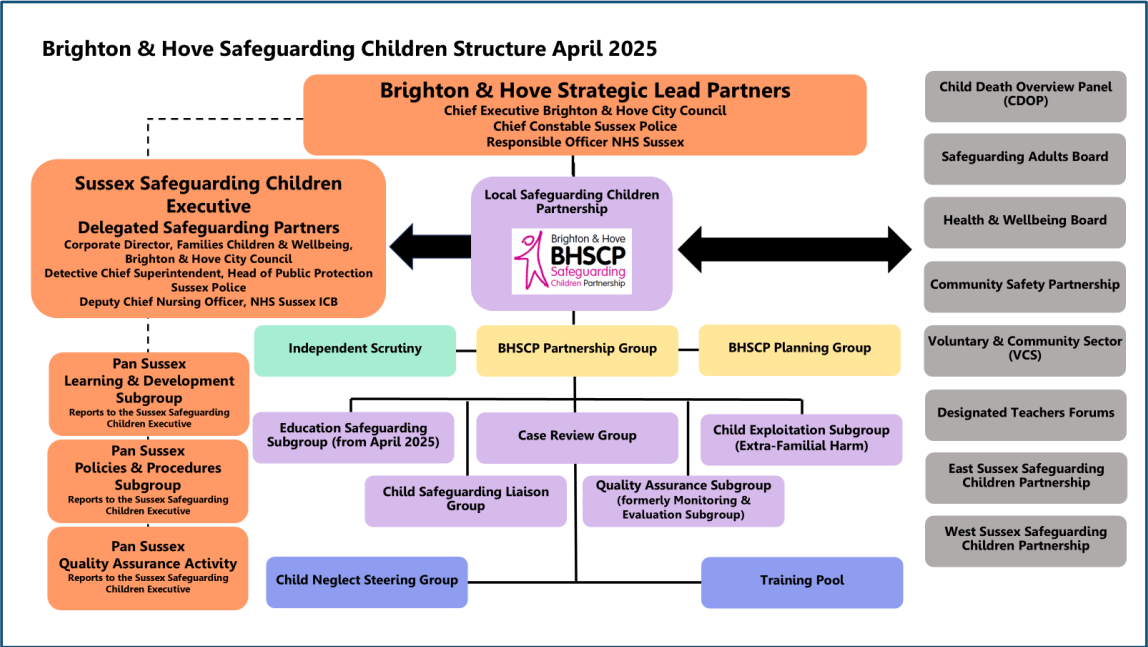 Brighton & Hove Safeguarding Children Structure April 2025
Brighton & Hove Strategic Lead Partners
Chief Executive Brighton & Hove City Council
Chief Constable Sussex Police
Responsible Officer NHS Sussex
Sussex Safeguarding Children
Executive
Delegated Safeguarding Partners
Corporate Director, Families Children & Wellbeing,
Brighton & Hove City Council
Detective Chief Superintendent, Head of Public Protection
Sussex Police
Deputy Chief Nursing Officer, NHS Sussex ICB
Local Safeguarding Children
Partnership
Brighton & Hove
BHSCP
Safeguarding
Children Partnership
Independent Scrutiny
BHSCP Partnership Group
BHSCP Planning Group
Pan Sussex
Learning & Development
Subgroup
Reports to the Sussex Safeguarding
Children Executive
Pan Sussex
Policies & Procedures
Subgroup
Reports to the Sussex Safeguarding
Children Executive
Pan Sussex
Quality Assurance Activity
Reports to the Sussex Safeguarding
Children Executive
Education Safeguarding
Subgroup (from April 2025)
Case Review Group
Child Exploitation Subgroup
(Extra-Familial Harm)
Child Safeguarding Liaison
Group
Quality Assurance Subgroup
(formerly Monitoring &
Evaluation Subgroup)
Child Neglect Steering Group
Training Pool
Child Death Overview Panel
(CDOP)
Safeguarding Adults Board
Health & Wellbeing Board
Community Safety Partnership
Voluntary & Community Sector
(VCS)
Designated Teachers Forums
East Sussex Safeguarding
Children Partnership
West Sussex Safeguarding
Children Partnership